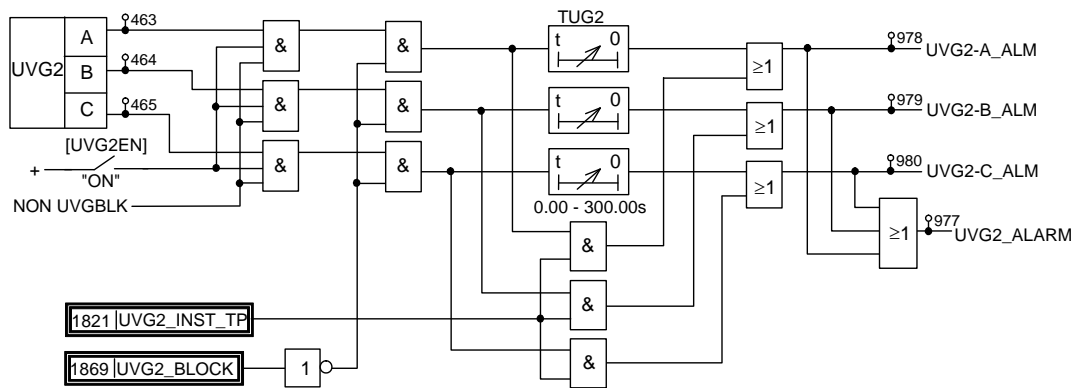 TUG2
463
978
A
&
&
t 0
UVG2-A_ALM
≥1
UVG2
464
B
979
&
&
t 0
UVG2-B_ALM
≥1
C
465
[UVG2EN]
980
&
&
t 0
UVG2-C_ALM
+
"ON"
≥1
NON UVGBLK
0.00 - 300.00s
977
&
≥1
UVG2_ALARM
&
1821 UVG2_INST_TP
&
1869 UVG2_BLOCK
1